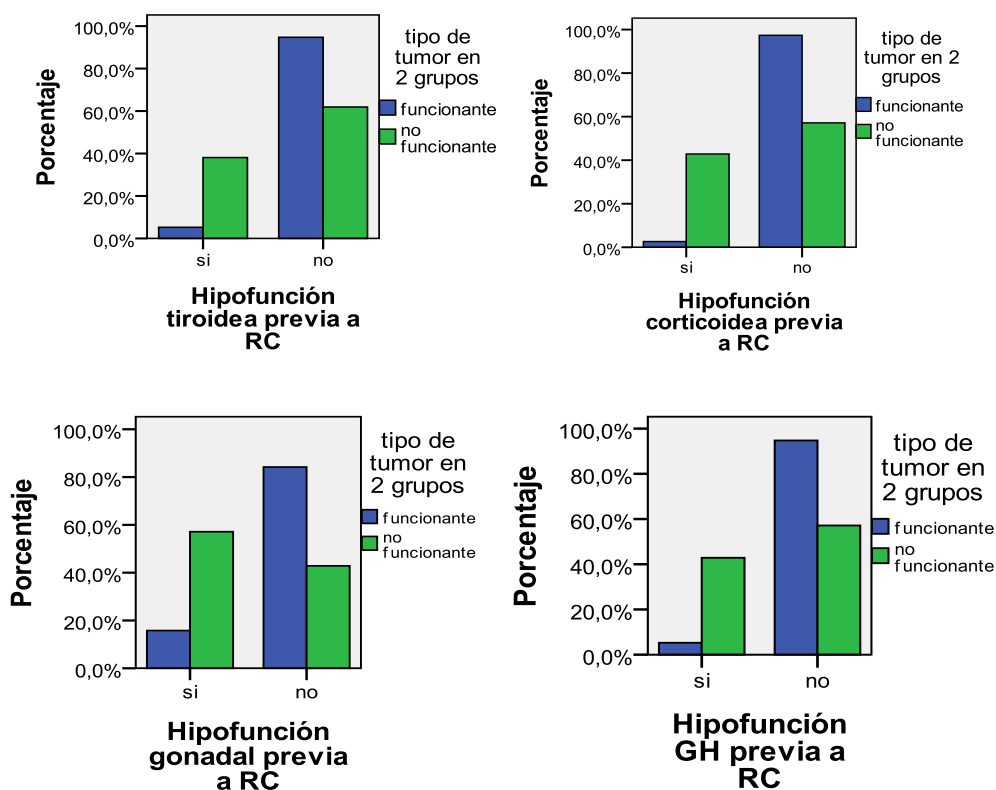 100,0%
80,0%
60,0%
40,0%
20,0%
0,0%
Porcentaje
si
no
Hipofunción
tiroidea previa a
RC
tipo de
tumor en
2 grupos
funcionante
no
funcionante
100,0%
80,0%
60,0%
40,0%
20,0%
0,0%
Porcentaje
si
no
Hipofunción
corticoidea previa
a RC
tipo de
tumor en 2
grupos
funcionante
no
funcionante
100,0%
80,0%
60,0%
40,0%
20,0%
0,0%
Porcentaje
si
no
Hipofunción
gonadal previa
a RC
tipo de
tumor en
2 grupos
funcionante
no
funcionante
100,0%
80,0%
60,0%
40,0%
20,0%
0,0%
Porcentaje
si
no
Hipofunción
GH previa a
RC
tipo de
tumor en
2 grupos
funcionante
no
funcionante